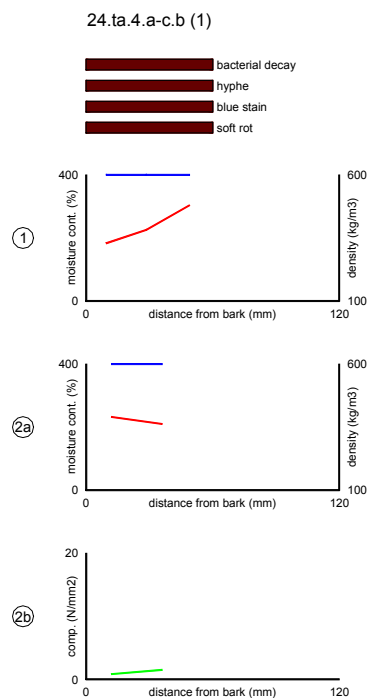 24.ta.4.a-c.b (1)
bacterial decay
hyphe
blue stain
soft rot
1
400
moisture cont. (%)
0
600
density (kg/m3)
100
0 distance from bark (mm) 120
2a
400
moisture cont. (%)
0
600
density (kg/m3)
100
0 distance from bark (mm) 120
2b
20
comp. (N/mm2)
0
0 distance from bark (mm) 120